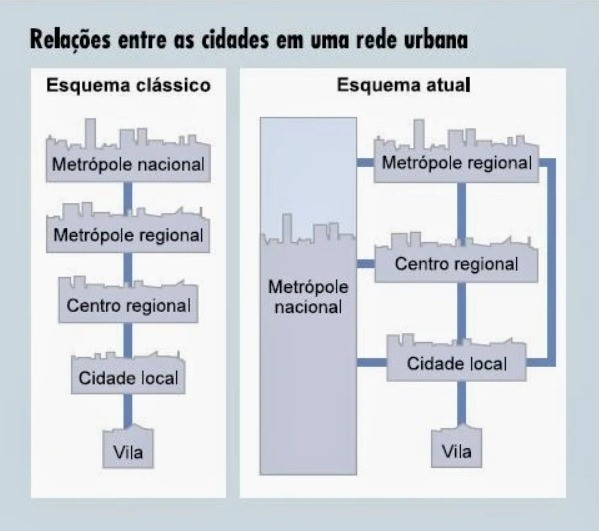 Relações entre as cidades em uma rede urbana
Esquema clássico
Metrópole nacional
Metrópole regional
Centro regional
Cidade local
Vila
Esquema atual
Metrópole
nacional
Metrópole regional
Centro regional
Cidade local
Vila